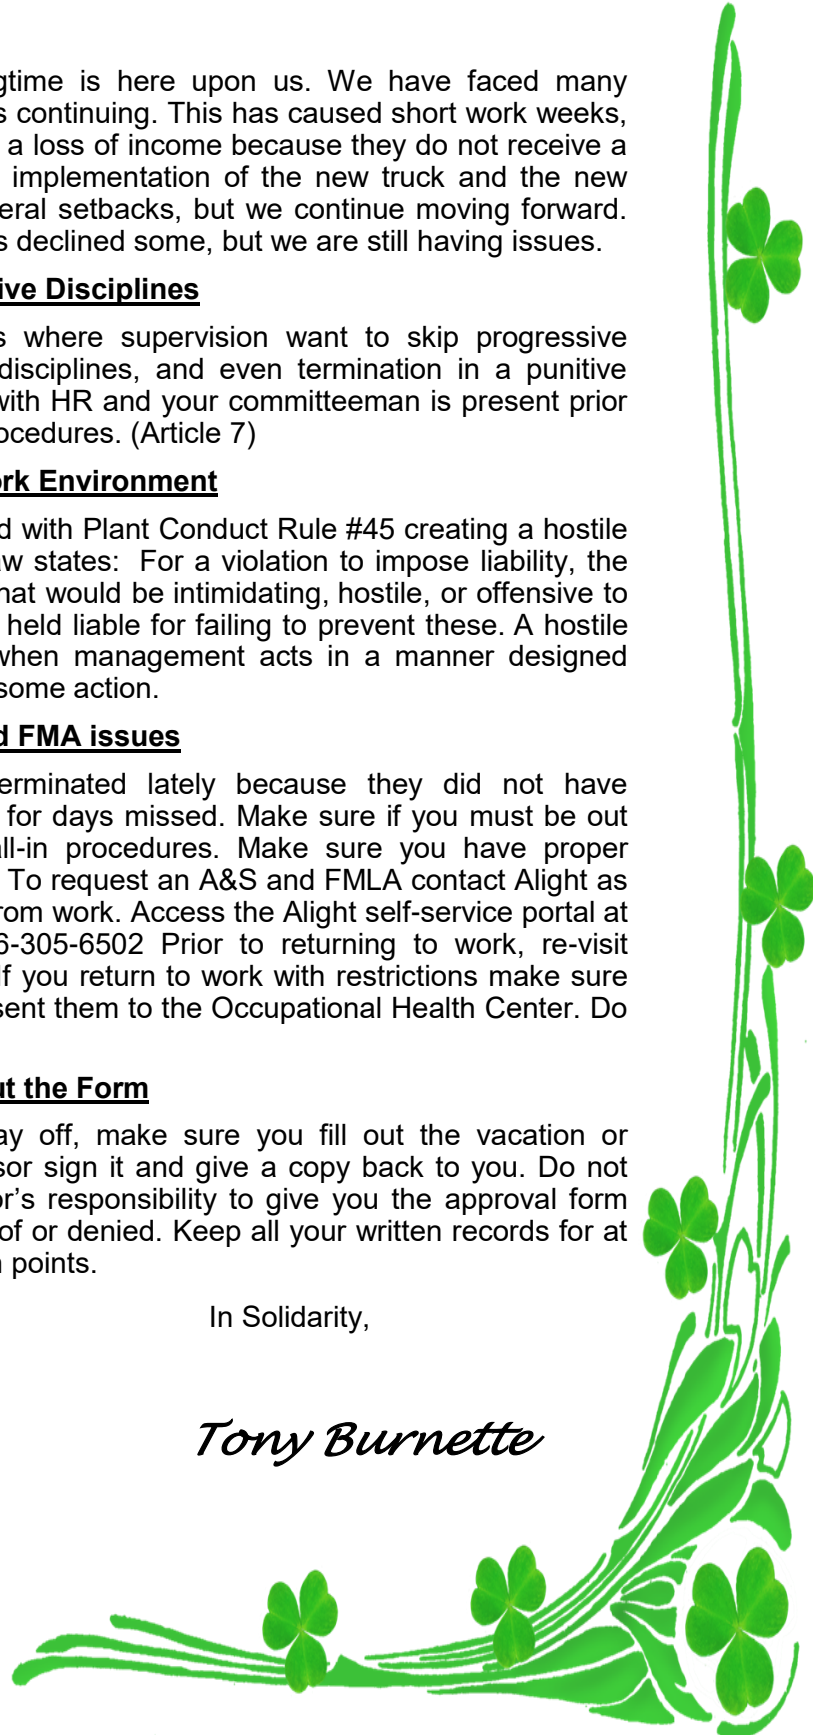 gtime is here upon us. We have faced many
s continuing. This has caused short work weeks,
a loss of income because they do not receive a
implementation of the new truck and the new
eral setbacks, but we continue moving forward.
s declined some, but we are still having issues.
ive Disciplines
s where supervision want to skip progressive
disciplines, and even termination in a punitive
with HR and your committeeman is present prior
ocedures. (Article 7)
ork Environment
d with Plant Conduct Rule #45 creating a hostile
aw states: For a violation to impose liability, the
hat would be intimidating, hostile, or offensive to
held liable for failing to prevent these. A hostile
when management acts in a manner designed
some action.
d FMA issues
erminated lately because they did not have
for days missed. Make sure if you must be out
all-in procedures. Make sure you have proper
To request an A&S and FMLA contact Alight as
from work. Access the Alight self-service portal at
6-305-6502 Prior to returning to work, re-visit
If you return to work with restrictions make sure
sent them to the Occupational Health Center. Do
ut the Form
ay off, make sure you fill out the vacation or
sor sign it and give a copy back to you. Do not
or's responsibility to give you the approval form
of or denied. Keep all your written records for at
n points.
In Solidarity,
Tony Burnette